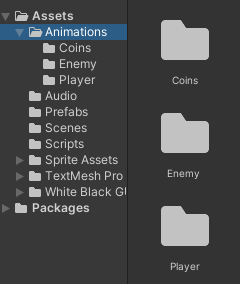 Assets
Animations
Coins
Enemy
Player
Audio
Prefabs
Scenes
Scripts
Sprite Assets
TextMesh Pro
White Black GU
Packages
Coins
Enemy
Player